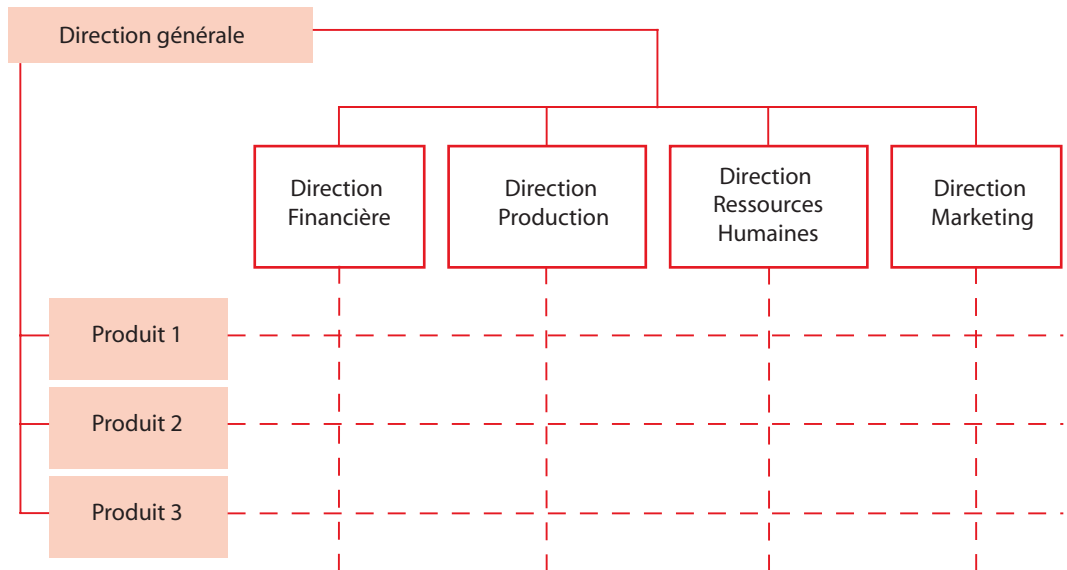 Direction générale
Direction
Financière
Direction
Production
Direction
Ressources
Humaines
Direction
Marketing
Produit 1
Produit 2
Produit 3